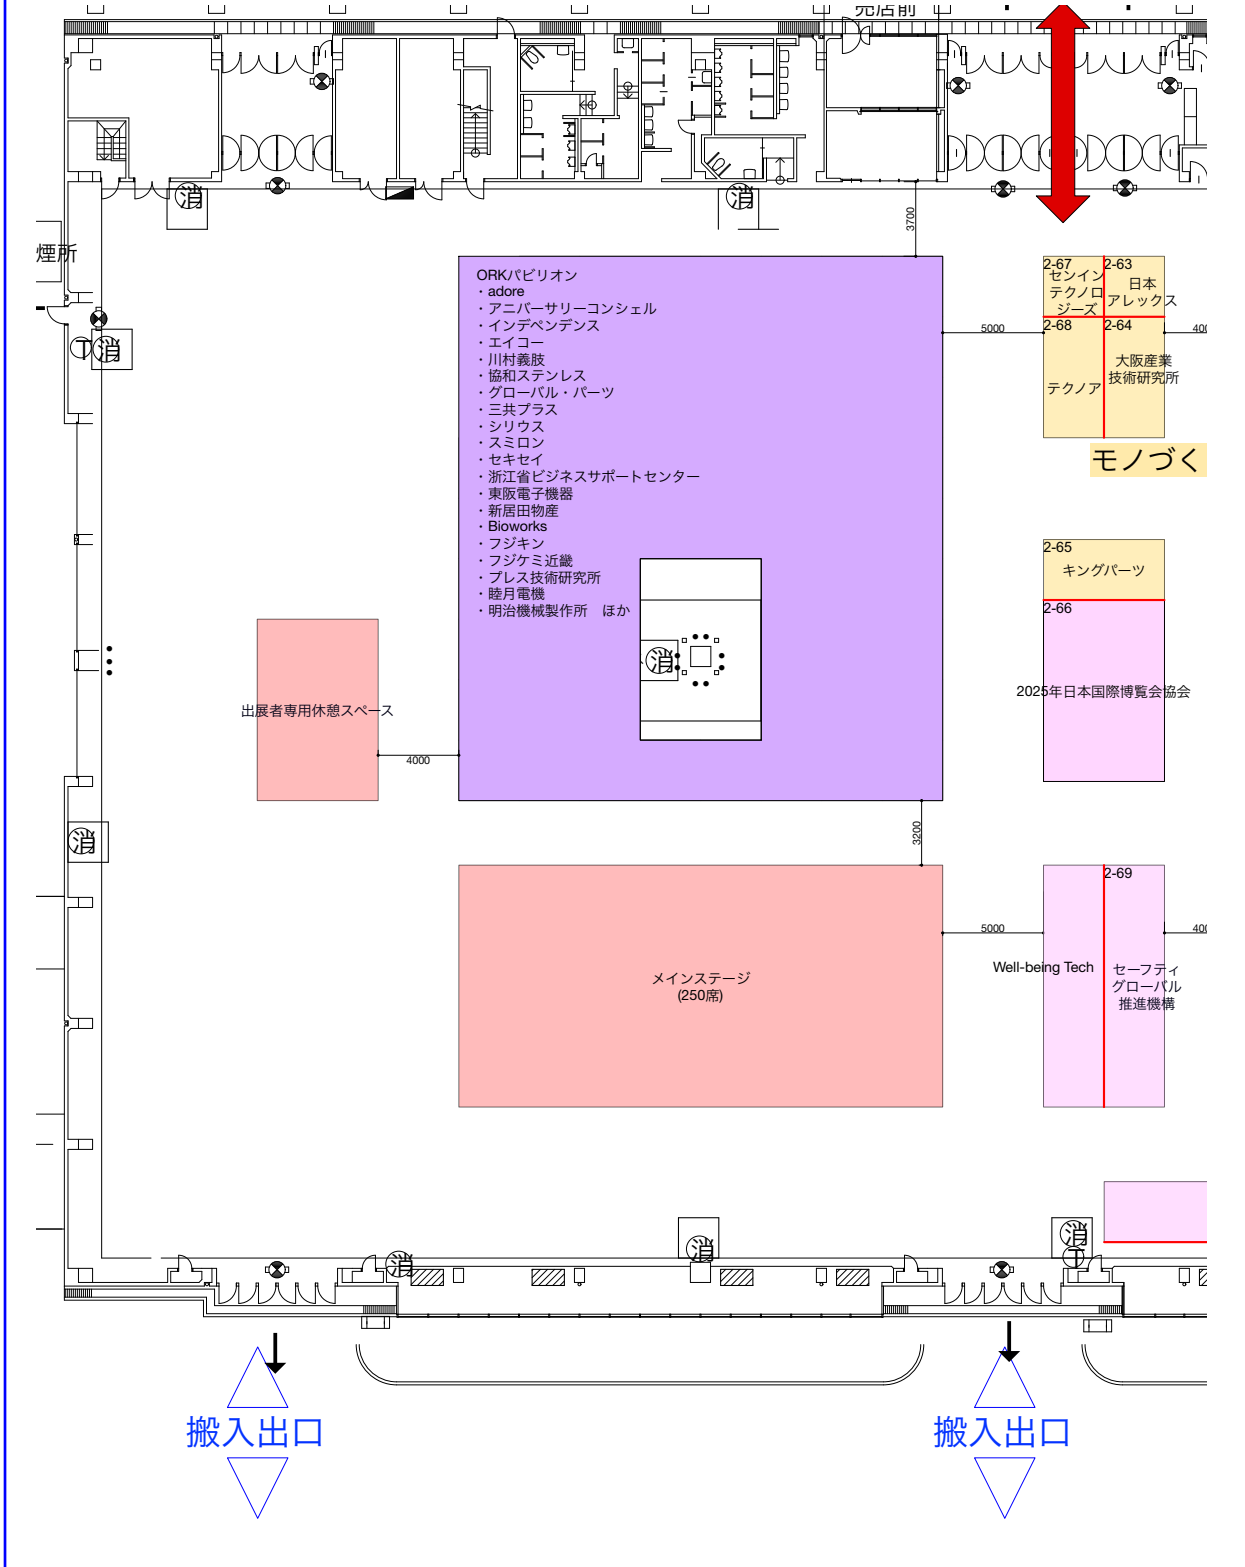 売店前
消
消
3700
煙所
T
消
ORKパビリオン
・adore
・アニバーサリーコンシェル
・インデペンデンス
・エイコー
・川村義肢
・協和ステンレス
・グローバル・パーツ
・三共プラス
・シリウス
・スミロン
・セキセイ
・浙江省ビジネスサポートセンター
・東阪電子機器
・新居田物産
・Bioworks
・フジキン
・フジケミ近畿
・プレス技術研究所
・睦月電機
・明治機械製作所　ほか
消
5000
2-67
センイン
テクノロ
ジーズ
2-63
日本
アレックス
2-68
テクノア
2-64
大阪産業
技術研究所
400
モノづく
2-65
キングパーツ
2-66
2025年日本国際博覧会協会
出展者専用休憩スペース
4000
3200
消
メインステージ
(250席)
5000
Well-being Tech
2-69
セーフティ
グローバル
推進機構
400
消
消
消
T
搬入出口
搬入出口